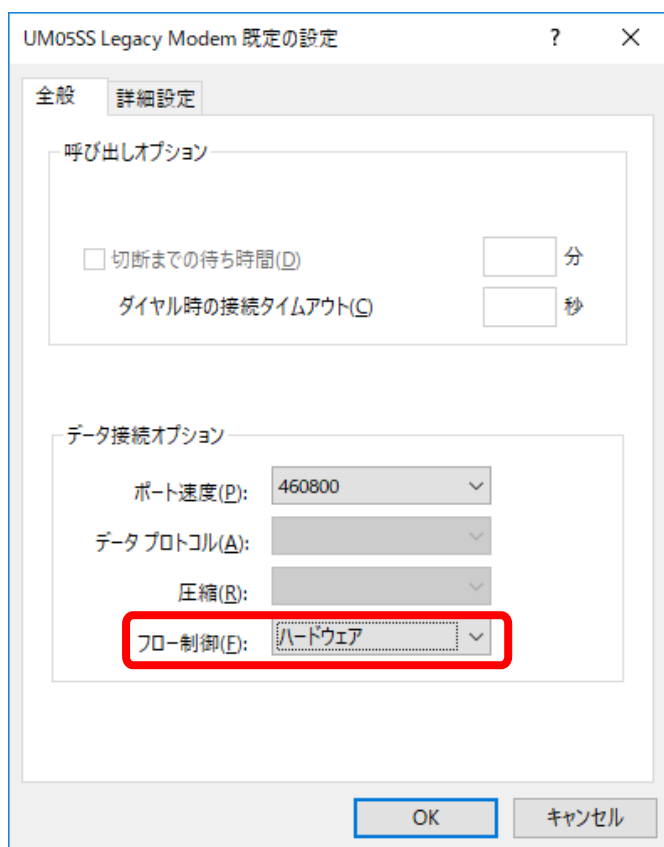 UM05SS Legacy Modem 既定の設定 ? ×
全般 詳細設定
呼び出しオプション
切断までの待ち時間(D) 分
ダイヤル時の接続タイムアウト(C) 秒
データ接続オプション
ポート速度(P): 460800
データ プロトコル(A):
圧縮(R):
フロー制御(F): ハードウェア
OK キャンセル